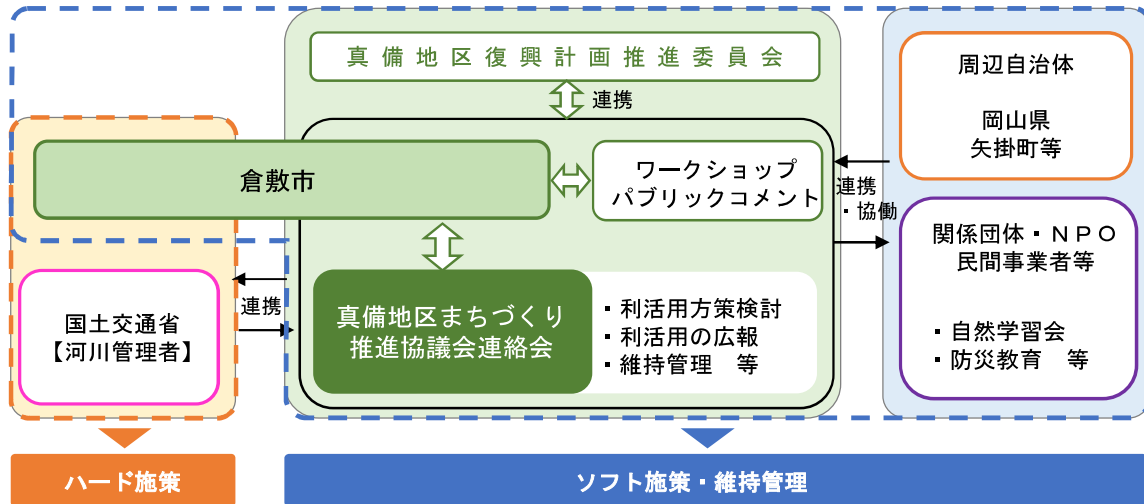 真備地区復興計画推進委員会
連携
倉敷市
ワークショップ
パブリックコメント
真備地区まちづくり
推進協議会連絡会
・利活用方策検討
・利活用の広報
・維持管理　等
国土交通省
【河川管理者】
連携
周辺自治体
岡山県
矢掛町等
連携
・協働
関係団体・ＮＰＯ
民間事業者等
・自然学習会
・防災教育　等
ハード施策
ソフト施策・維持管理